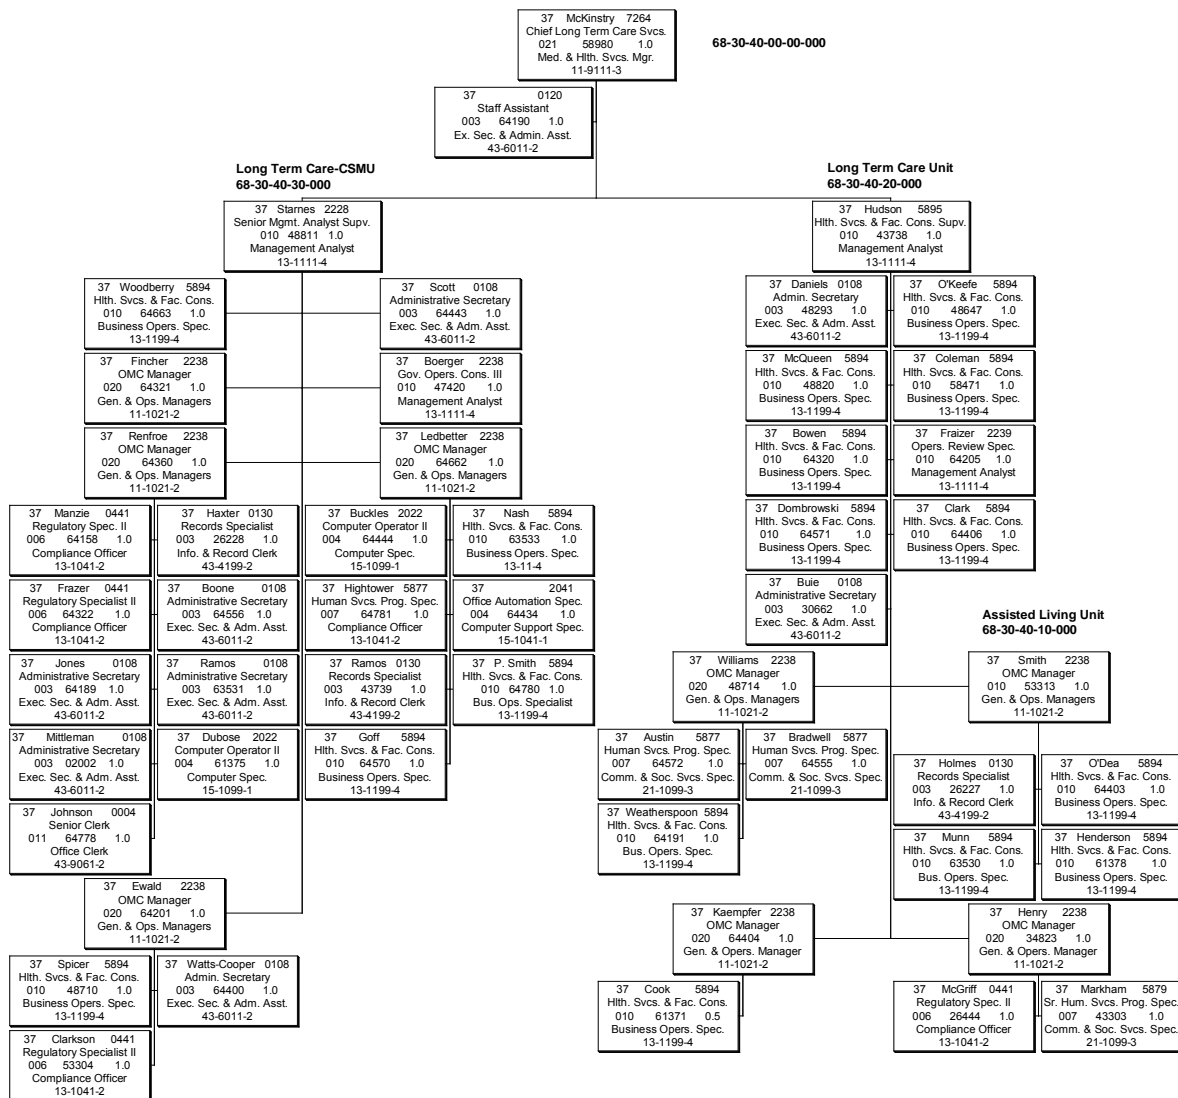 37 McKinstry 7264
Chief Long Term Care Svcs.
021 58980 1.0
Med. & Hlth. Svcs. Mgr.
11-9111-3
68-30-40-00-00-000
37 0120
Staff Assistant
003 64190 1.0
Ex. Sec. & Admin. Asst.
43-6011-2
Long Term Care-CSMU
68-30-40-30-000
37 Starnes 2228
Senior Mgmt. Analyst Supv.
010 48811 1.0
Management Analyst
13-1111-4
37 Woodberry 5894
Hlth. Svcs. & Fac. Cons.
010 64663 1.0
Business Opers. Spec.
13-1199-4
37 Scott 0108
Administrative Secretary
003 64443 1.0
Exec. Sec. & Adm. Asst.
43-6011-2
37 Fincher 2238
OMC Manager
020 64321 1.0
Gen. & Ops. Managers
11-1021-2
37 Boerger 2238
Gov. Opers. Cons. III
010 47420 1.0
Management Analyst
13-1111-4
37 Renfroe 2238
OMC Manager
020 64360 1.0
Gen. & Ops. Managers
11-1021-2
37 Ledbetter 2238
OMC Manager
020 64662 1.0
Gen. & Ops. Managers
11-1021-2
37 Manzie 0441
Regulatory Spec. II
006 64158 1.0
Compliance Officer
13-1041-2
37 Haxter 0130
Records Specialist
003 26228 1.0
Info. & Record Clerk
43-4199-2
37 Buckles 2022
Computer Operator II
004 64444 1.0
Computer Spec.
15-1099-1
37 Nash 5894
Hlth. Svcs. & Fac. Cons.
010 63533 1.0
Business Opers. Spec.
13-11-4
37 Frazer 0441
Regulatory Specialist II
006 64322 1.0
Compliance Officer
13-1041-2
37 Boone 0108
Administrative Secretary
003 64556 1.0
Exec. Sec. & Adm. Asst.
43-6011-2
37 Hightower 5877
Human Svcs. Prog. Spec.
007 64781 1.0
Compliance Officer
13-1041-2
37 2041
Office Automation Spec.
004 64434 1.0
Computer Support Spec.
15-1041-1
37 Jones 0108
Administrative Secretary
003 64189 1.0
Exec. Sec. & Adm. Asst.
43-6011-2
37 Ramos 0108
Administrative Secretary
003 63531 1.0
Exec. Sec. & Adm. Asst.
43-6011-2
37 Ramos 0130
Records Specialist
003 43739 1.0
Info. & Record Clerk
43-4199-2
37 P. Smith 5894
Hlth. Svcs. & Fac. Cons.
010 64780 1.0
Bus. Ops. Specialist
13-1199-4
37 Mittleman 0108
Administrative Secretary
003 02002 1.0
Exec. Sec. & Adm. Asst.
43-6011-2
37 Dubose 2022
Computer Operator II
004 61375 1.0
Computer Spec.
15-1099-1
37 Goff 5894
Hlth. Svcs. & Fac. Cons.
010 64570 1.0
Business Opers. Spec.
13-1199-4
37 Johnson 0004
Senior Clerk
011 64778 1.0
Office Clerk
43-9061-2
37 Ewald 2238
OMC Manager
020 64201 1.0
Gen. & Ops. Managers
11-1021-2
37 Spicer 5894
Hlth. Svcs. & Fac. Cons.
010 48710 1.0
Business Opers. Spec.
13-1199-4
37 Watts-Cooper 0108
Admin. Secretary
003 64400 1.0
Exec. Sec. & Adm. Asst.
43-6011-2
37 Clarkson 0441
Regulatory Specialist II
006 53304 1.0
Compliance Officer
13-1041-2
Long Term Care Unit
68-30-40-20-000
37 Hudson 5895
Hlth. Svcs. & Fac. Cons. Supv.
010 43738 1.0
Management Analyst
13-1111-4
37 Daniels 0108
Admin. Secretary
003 48293 1.0
Exec. Sec. & Adm. Asst.
43-6011-2
37 O'Keefe 5894
Hlth. Svcs. & Fac. Cons.
010 48647 1.0
Business Opers. Spec.
13-1199-4
37 McQueen 5894
Hlth. Svcs. & Fac. Cons.
010 48820 1.0
Business Opers. Spec.
13-1199-4
37 Coleman 5894
Hlth. Svcs. & Fac. Cons.
010 58471 1.0
Business Opers. Spec.
13-1199-4
37 Bowen 5894
Hlth. Svcs. & Fac. Cons.
010 64320 1.0
Business Opers. Spec.
13-1199-4
37 Fraizer 2239
Opers. Review Spec.
010 64205 1.0
Management Analyst
13-1111-4
37 Dombrowski 5894
Hlth. Svcs. & Fac. Cons.
010 64571 1.0
Business Opers. Spec.
13-1199-4
37 Clark 5894
Hlth. Svcs. & Fac. Cons.
010 64406 1.0
Business Opers. Spec.
13-1199-4
37 Buie 0108
Administrative Secretary
003 30662 1.0
Exec. Sec. & Adm. Asst.
43-6011-2
Assisted Living Unit
68-30-40-10-000
37 Williams 2238
OMC Manager
020 48714 1.0
Gen. & Ops. Managers
11-1021-2
37 Smith 2238
OMC Manager
010 53313 1.0
Gen. & Ops. Managers
11-1021-2
37 Austin 5877
Human Svcs. Prog. Spec.
007 64572 1.0
Comm. & Soc. Svcs. Spec.
21-1099-3
37 Bradwell 5877
Human Svcs. Prog. Spec.
007 64555 1.0
Comm. & Soc. Svcs. Spec.
21-1099-3
37 Holmes 0130
Records Specialist
003 26227 1.0
Info. & Record Clerk
43-4199-2
37 O'Dea 5894
Hlth. Svcs. & Fac. Cons.
010 64403 1.0
Business Opers. Spec.
13-1199-4
37 Weatherspoon 5894
Hlth. Svcs. & Fac. Cons.
010 64191 1.0
Bus. Opers. Spec.
13-1199-4
37 Munn 5894
Hlth. Svcs. & Fac. Cons.
010 63530 1.0
Bus. Opers. Spec.
13-1199-4
37 Henderson 5894
Hlth. Svcs. & Fac. Cons.
010 61378 1.0
Business Opers. Spec.
13-1199-4
37 Kaempfer 2238
OMC Manager
020 64404 1.0
Gen. & Opers. Manager
11-1021-2
37 Henry 2238
OMC Manager
020 34823 1.0
Gen. & Opers. Manager
11-1021-2
37 Cook 5894
Hlth. Svcs. & Fac. Cons.
010 61371 0.5
Business Opers. Spec.
13-1199-4
37 McGriff 0441
Regulatory Spec. II
006 26444 1.0
Compliance Officer
13-1041-2
37 Markham 5879
Sr. Hum. Svcs. Prog. Spec.
007 43303 1.0
Comm. & Soc. Svcs. Spec.
21-1099-3